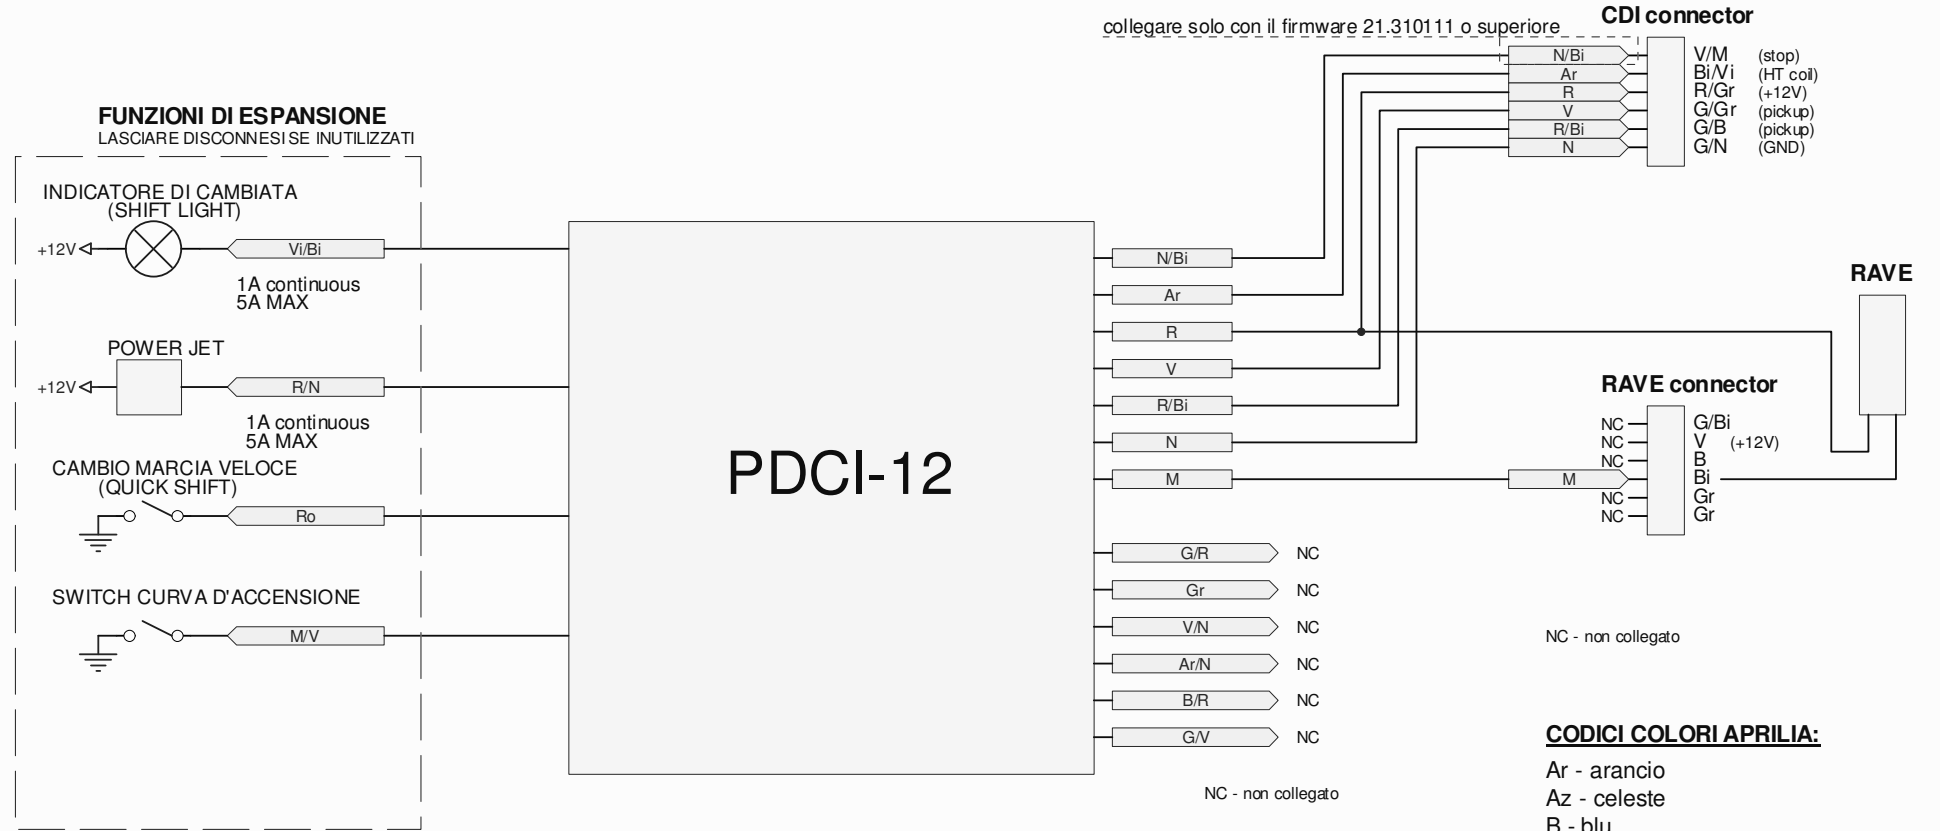 collegare solo con il firmware 21.310111 o superiore
CDI connector
N/Bi V/M (stop)
Ar Bi/Vi (HT coil)
R R/Gr (+12V)
V G/Gr (pickup)
R/Bi G/B (pickup)
N G/N (GND)
FUNZIONI DI ESPANSIONE
LASCIARE DISCONNESI SE INUTILIZZATI
INDICATORE DI CAMBIATA
(SHIFT LIGHT)
+12V Vi/Bi
1A continuous
5A MAX
POWER JET
+12V R/N
1A continuous
5A MAX
CAMBIO MARCIA VELOCE
(QUICK SHIFT)
Ro
SWITCH CURVA D'ACCENSIONE
M/V
PDCI-12
N/Bi
Ar
R
V
R/Bi
N
M
G/R NC
Gr NC
V/N NC
Ar/N NC
B/R NC
G/V NC
NC - non collegato
RAVE
RAVE connector
NC G/Bi
NC V (+12V)
NC B
M Bi
NC Gr
NC Gr
NC - non collegato
CODICI COLORI APRILIA:
Ar - arancio
Az - celeste
B - blu